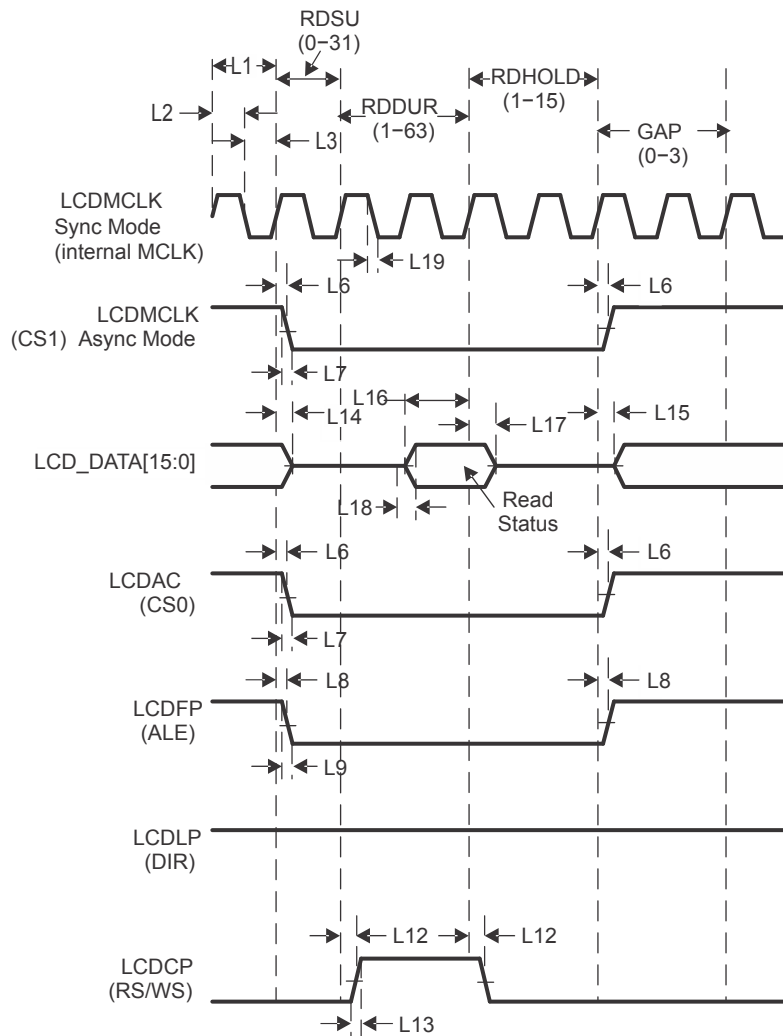 RDSU
(0–31)
L1
RDHOLD
(1–15)
L2
RDDUR
(1–63)
GAP
(0–3)
L3
LCDMCLK
Sync Mode
(internal MCLK)
L19
L6
L6
LCDMCLK
(CS1) Async Mode
L7
L16
L14
L17
L15
LCD_DATA[15:0]
L18
Read
Status
L6
L6
LCDAC
(CS0)
L7
L8
L8
LCDFP
(ALE)
L9
LCDLP
(DIR)
L12
L12
LCDCP
(RS/WS)
L13